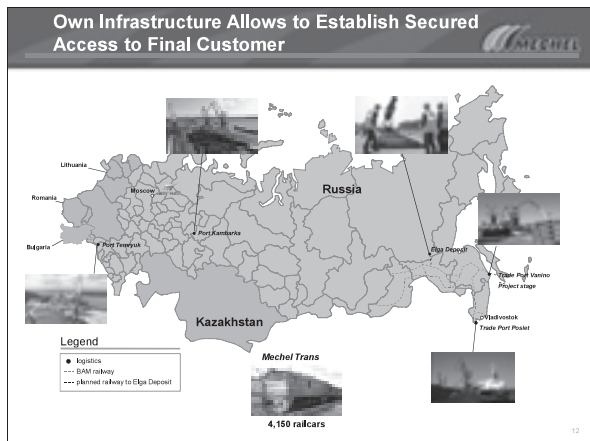 Own Infrastructure Allows to Establish Secured
Access to Final Customer
MECHEL
Lithuania
Moscow
Romania
Bulgaria
Port Temryuk
Port Kambarka
Russia
Kazakhstan
Elga Deposit
Trade Port Vanino
Project stage
Vladivostok
Trade Port Posiet
Legend
logistics
BAM railway
planned railway to Elga Deposit
Mechel Trans
4,150 railcars
12